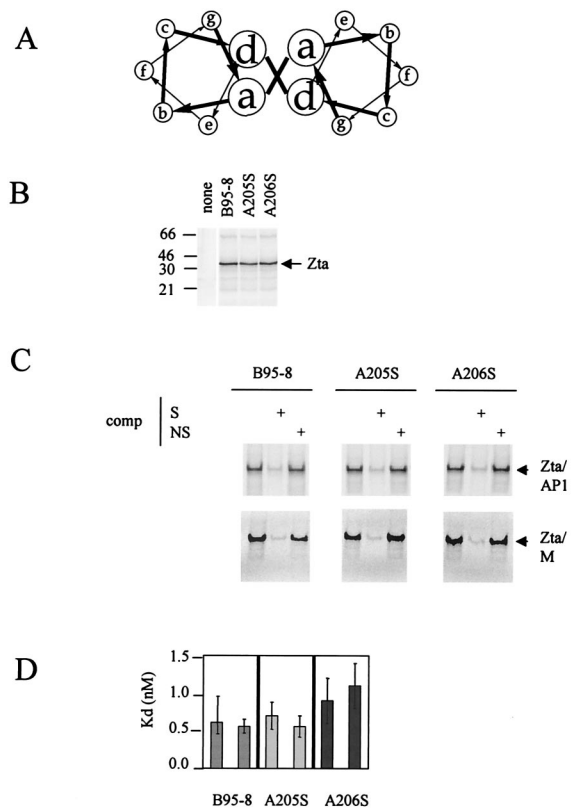 A
g
c
d
f
a
b
e
e
a
b
f
d
c
g
B
none
B95-8
A205S
A206S
66
46
30
21
Zta
C
B95-8 A205S A206S
comp
S + + +
NS + + +
Zta/
AP1
Zta/
M
D
Kd (nM)
1.5
1.0
0.5
0.0
B95-8 A205S A206S